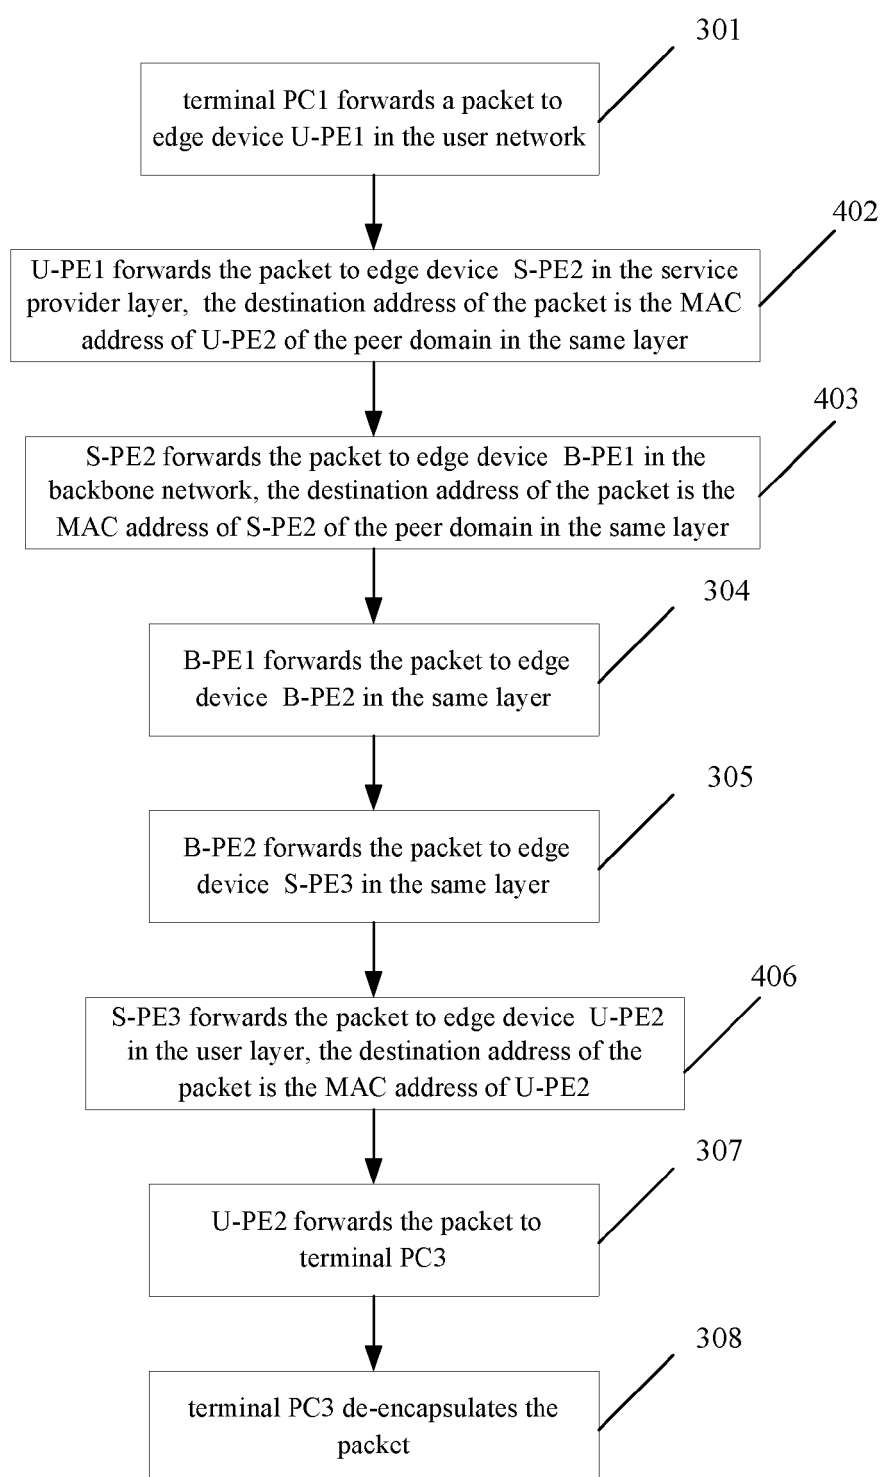 301
terminal PC1 forwards a packet to
edge device U-PE1 in the user network
402
U-PE1 forwards the packet to edge device S-PE2 in the service
provider layer, the destination address of the packet is the MAC
address of U-PE2 of the peer domain in the same layer
403
S-PE2 forwards the packet to edge device B-PE1 in the
backbone network, the destination address of the packet is the
MAC address of S-PE2 of the peer domain in the same layer
304
B-PE1 forwards the packet to edge
device B-PE2 in the same layer
305
B-PE2 forwards the packet to edge
device S-PE3 in the same layer
406
S-PE3 forwards the packet to edge device U-PE2
in the user layer, the destination address of the
packet is the MAC address of U-PE2
307
U-PE2 forwards the packet to
terminal PC3
308
terminal PC3 de-encapsulates the
packet